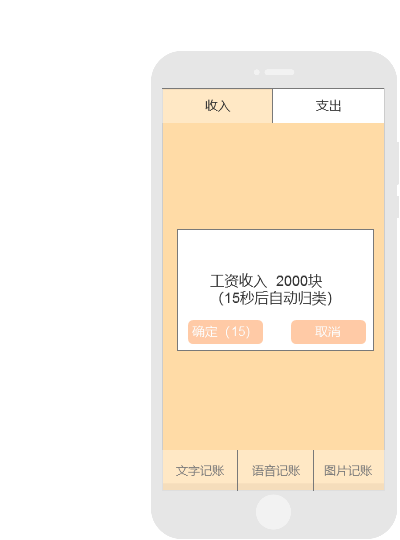 收入 支出
工资收入 2000块
（15秒后自动归类）
确定（15） 取消
文字记账 语音记账 图片记账